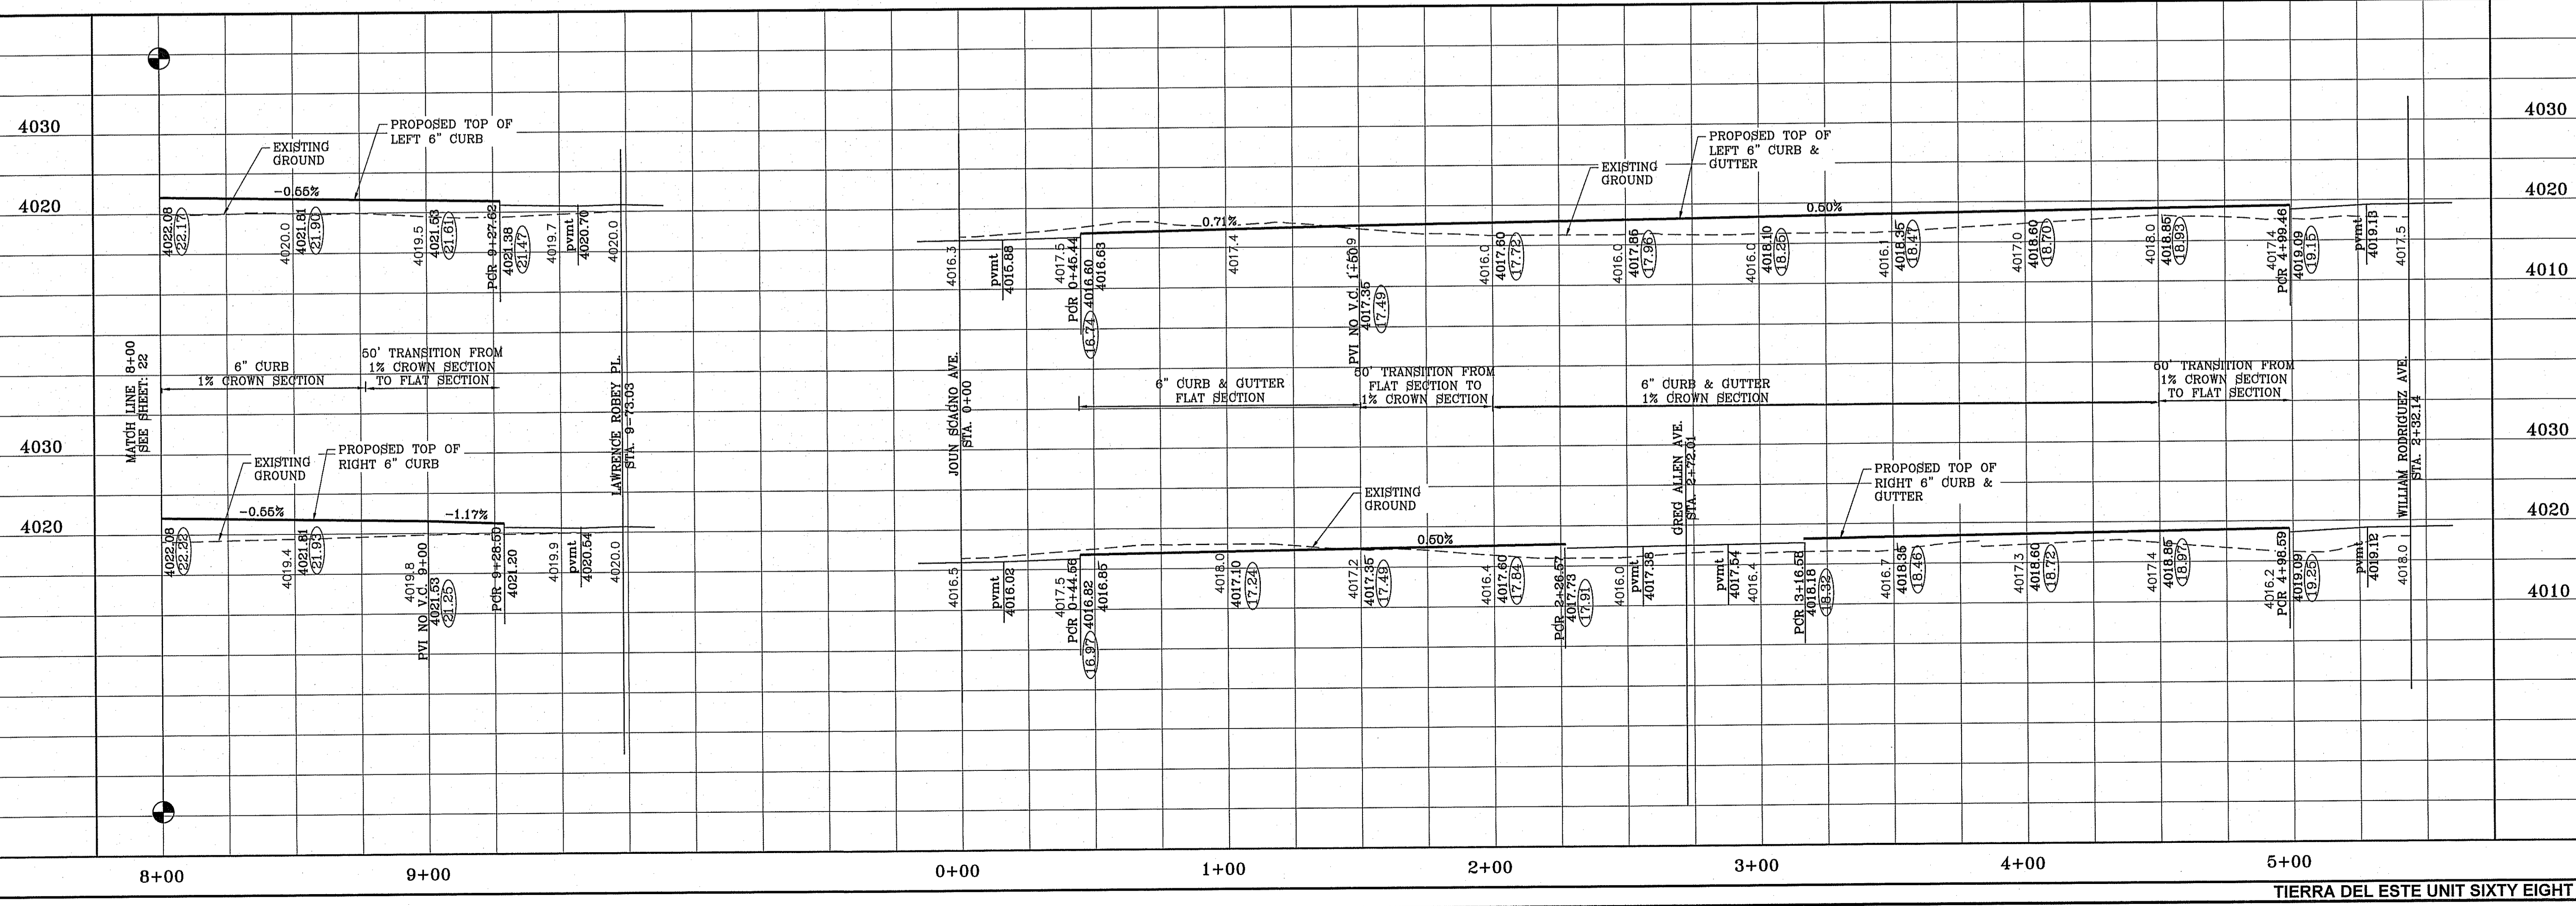 4030
4020
4030
4020
4030
4020
4010
4030
4020
4010
MATCH LINE 8+00
SEE SHEET: 22
EXISTING
GROUND
PROPOSED TOP OF
LEFT 6" CURB
-0.55%
4022.08
22.17
4020.0
4021.81
21.90
4019.5
4021.53
21.61
PCR 9+27.62
4021.38
21.47
4019.7
pvmt
4020.70
4020.0
6" CURB
1% CROWN SECTION
50' TRANSITION FROM
1% CROWN SECTION
TO FLAT SECTION
LAWRENCE ROBEY PL.
STA. 9-73.03
EXISTING
GROUND
PROPOSED TOP OF
RIGHT 6" CURB
-0.55%
-1.17%
4022.08
22.22
4019.4
4021.81
21.93
4019.8
PVI NO V.C. 9+00
4021.53
21.25
PCR 9+28.50
4021.20
4019.9
pvmt
4020.54
4020.0
JOUNI SCAGNO AVE.
STA. 0+00
4016.3
pvmt
4015.88
4017.5
PCR 0+45.44
4016.60
16.74
4016.63
0.71%
4017.4
PVI NO V.C. 1+50
4017.35
17.49
EXISTING
GROUND
PROPOSED TOP OF
LEFT 6" CURB &
GUTTER
0.50%
4016.0
4017.60
17.72
4016.0
4017.85
17.96
4016.0
4018.10
18.25
4016.1
4018.35
18.47
4017.0
4018.60
18.70
4018.0
4018.85
18.93
4017.4
PCR 4+99.46
4019.09
19.15
pvmt
4019.13
4017.5
6" CURB & GUTTER
FLAT SECTION
50' TRANSITION FROM
FLAT SECTION TO
1% CROWN SECTION
6" CURB & GUTTER
1% CROWN SECTION
50' TRANSITION FROM
1% CROWN SECTION
TO FLAT SECTION
GREG ALLEN AVE.
STA. 2+72.01
WILLIAM RODRIGUEZ AVE.
STA. 2+32.14
EXISTING
GROUND
PROPOSED TOP OF
RIGHT 6" CURB &
GUTTER
0.50%
4016.5
pvmt
4016.02
4017.5
PCR 0+44.56
4016.82
16.97
4016.85
4018.0
4017.10
17.24
4017.2
4017.35
17.49
4016.4
4017.60
17.84
PCR 2+26.57
4017.73
17.91
4016.0
pvmt
4017.38
pvmt
4017.54
4016.4
PCR 3+16.58
4018.18
18.32
4016.7
4018.35
18.46
4017.3
4018.60
18.72
4017.4
4018.85
18.97
4016.2
PCR 4+98.59
4019.09
19.25
pvmt
4019.12
4018.0
8+00 9+00 0+00 1+00 2+00 3+00 4+00 5+00
TIERRA DEL ESTE UNIT SIXTY EIGHT